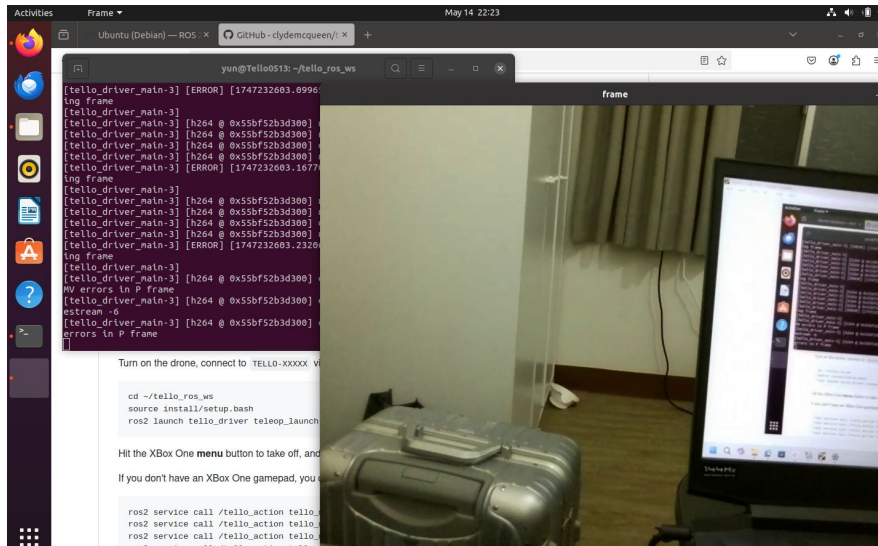 Activities
Frame
May 14 22:23
Ubuntu (Debian) — ROS
GitHub - clydemcqueen/t
yun@Tello0513: ~/tello_ros_ws
frame
[tello_driver_main-3] [ERROR] [1747232603.0996
ing frame
[tello_driver_main-3]
[tello_driver_main-3] [h264 @ 0x55bf52b3d300]
[tello_driver_main-3] [h264 @ 0x55bf52b3d300]
[tello_driver_main-3] [h264 @ 0x55bf52b3d300]
[tello_driver_main-3] [h264 @ 0x55bf52b3d300]
[tello_driver_main-3] [ERROR] [1747232603.1677
ing frame
[tello_driver_main-3]
[tello_driver_main-3] [h264 @ 0x55bf52b3d300]
[tello_driver_main-3] [h264 @ 0x55bf52b3d300]
[tello_driver_main-3] [h264 @ 0x55bf52b3d300]
[tello_driver_main-3] [h264 @ 0x55bf52b3d300]
[tello_driver_main-3] [ERROR] [1747232603.2320
ing frame
[tello_driver_main-3]
[tello_driver_main-3] [h264 @ 0x55bf52b3d300]
MV errors in P frame
[tello_driver_main-3] [h264 @ 0x55bf52b3d300]
estream -6
[tello_driver_main-3] [h264 @ 0x55bf52b3d300]
errors in P frame
Turn on the drone, connect to TELLO-XXXXX vi
cd ~/tello_ros_ws
source install/setup.bash
ros2 launch tello_driver teleop_launch
Hit the XBox One menu button to take off, and
If you don't have an XBox One gamepad, you
ros2 service call /tello_action tello_
ros2 service call /tello_action tello_
ros2 service call /tello_action tello_
144Hz